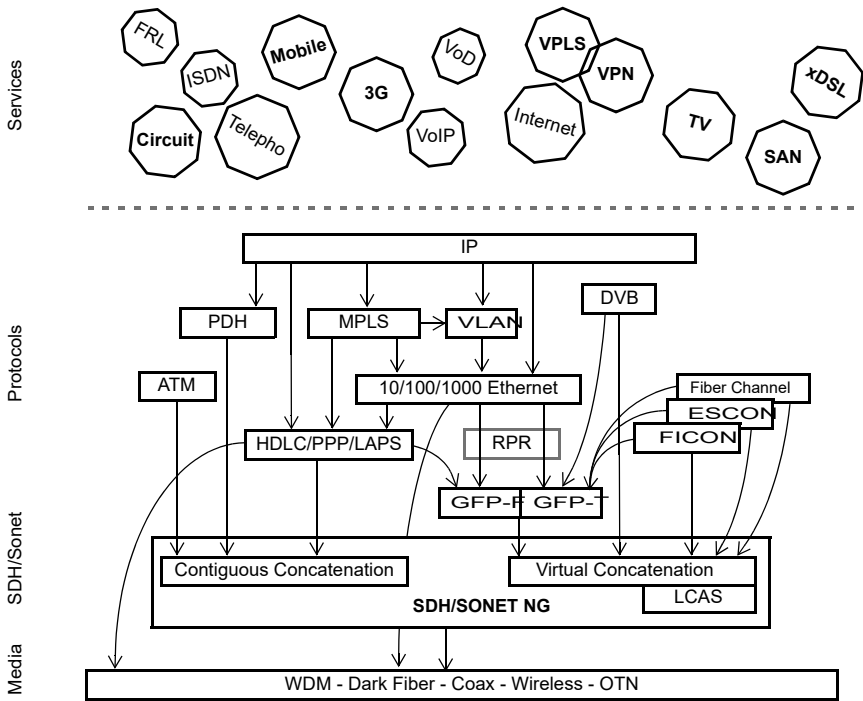 Services
FRL
ISDN
Mobile
3G
VoD
VPLS
VPN
xDSL
Circuit
Telepho
VoIP
Internet
TV
SAN
Protocols
IP
DVB
PDH
MPLS
VLAN
ATM
10/100/1000 Ethernet
Fiber Channel
ESCON
FICON
HDLC/PPP/LAPS
RPR
GFP-F
GFP-T
SDH/Sonet
Contiguous Concatenation
Virtual Concatenation
LCAS
SDH/SONET NG
Media
WDM - Dark Fiber - Coax - Wireless - OTN